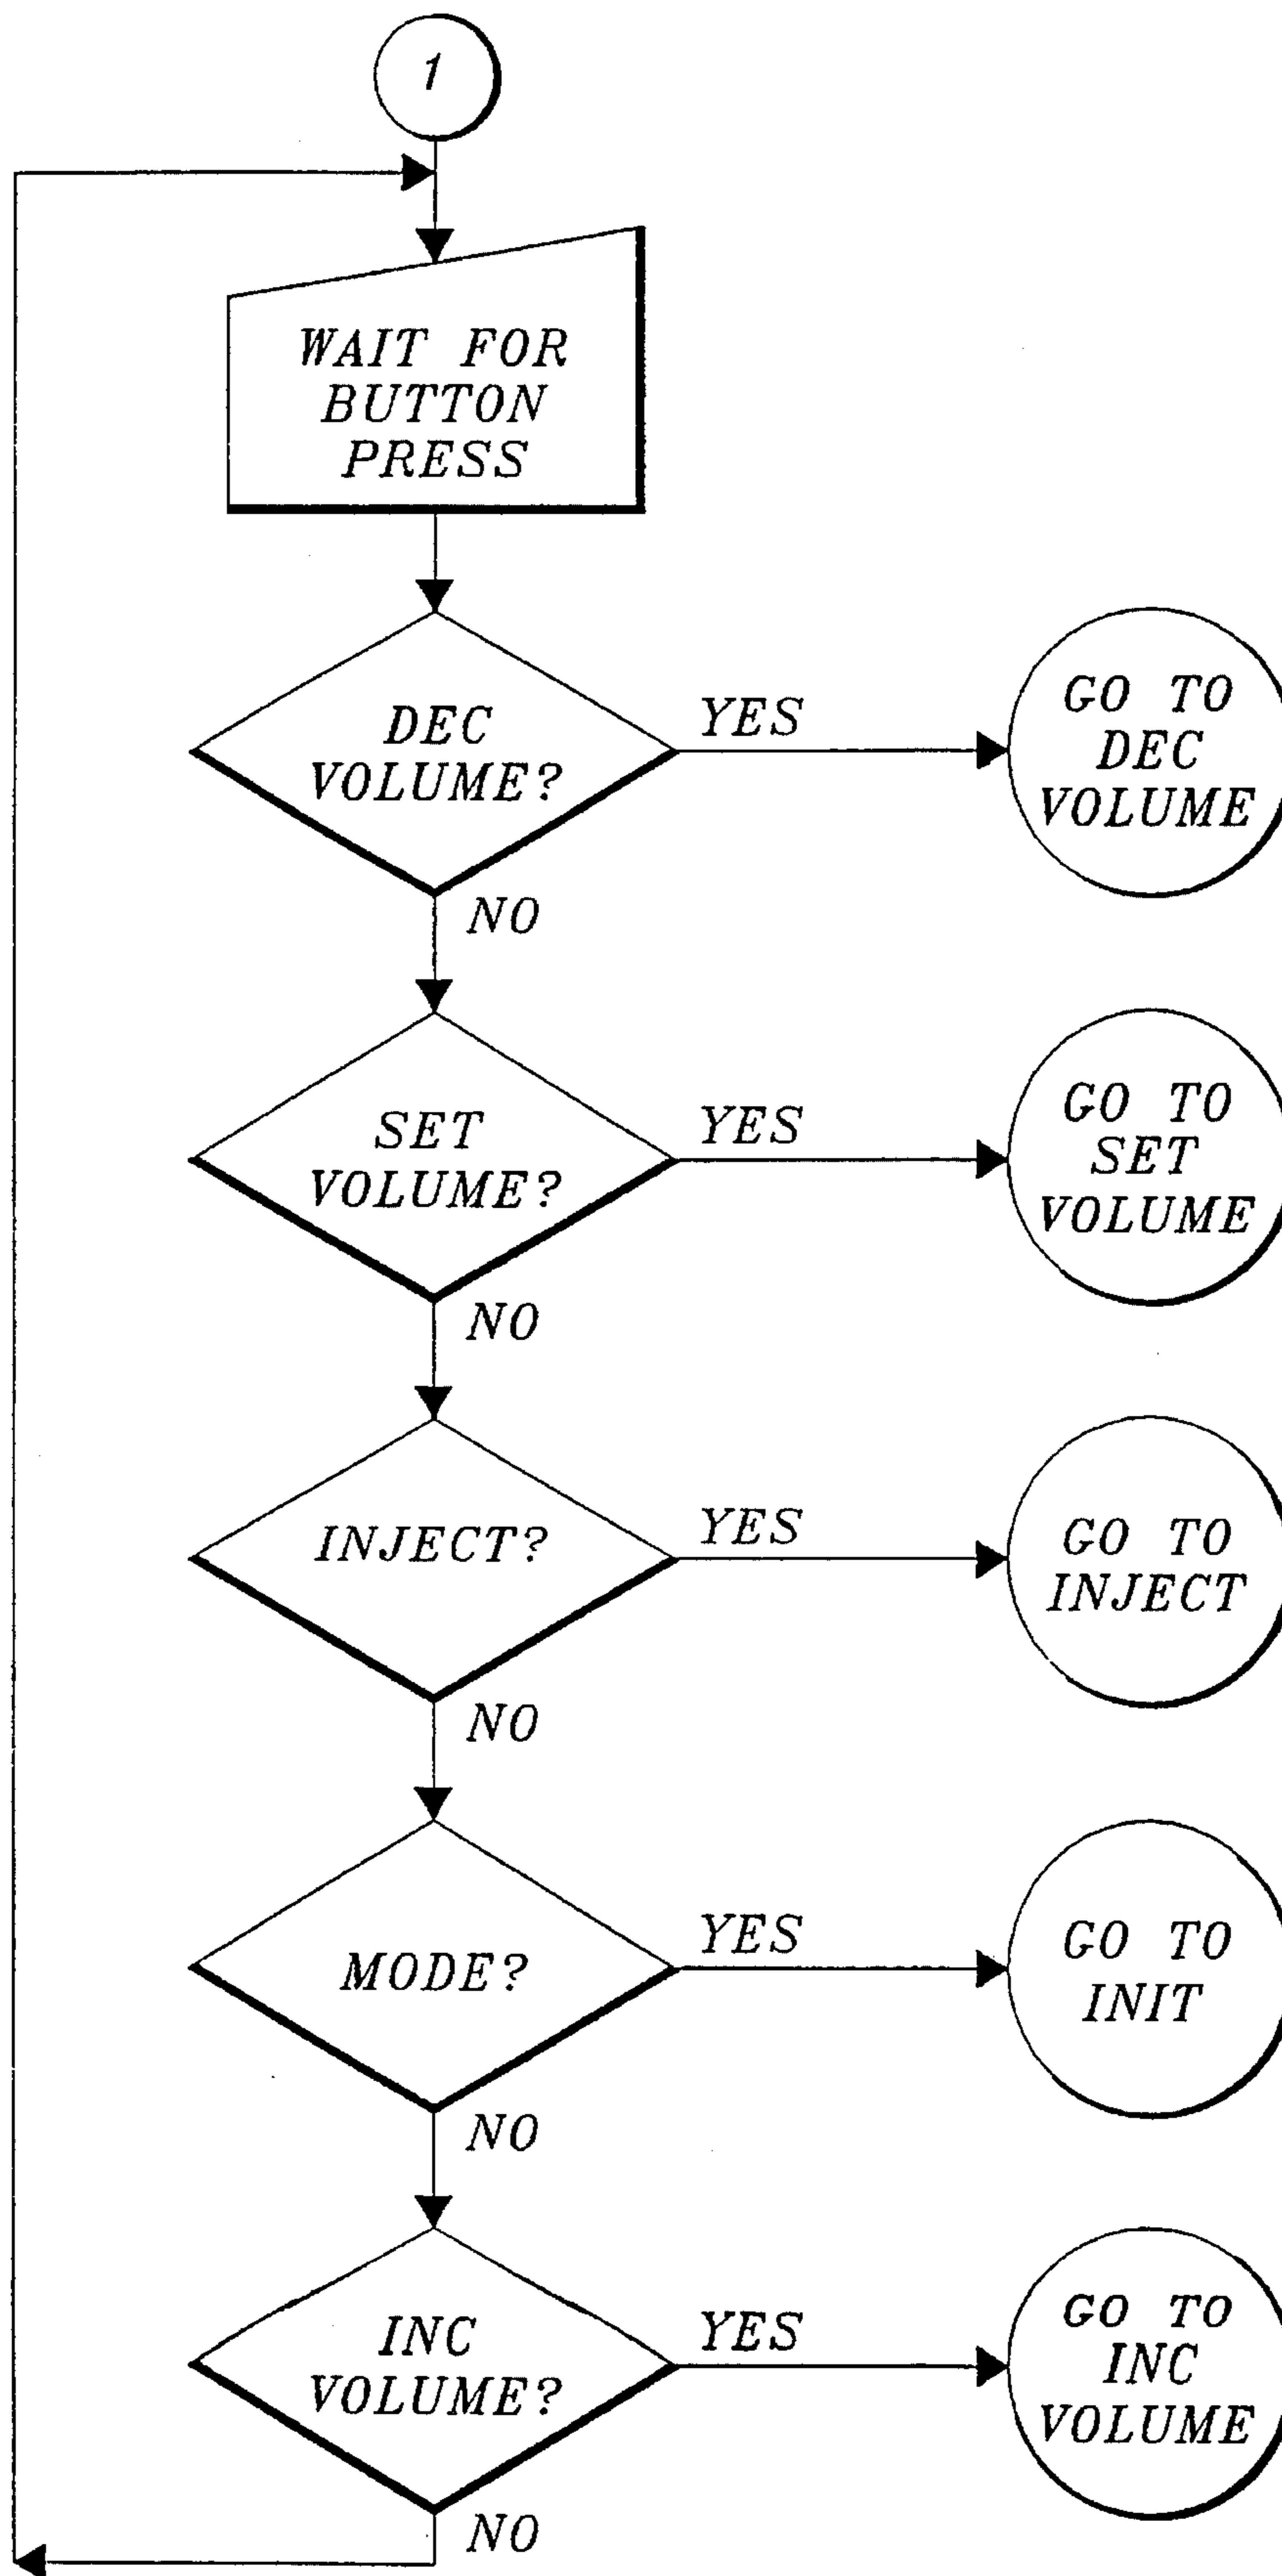 1
WAIT FOR
BUTTON
PRESS
DEC
VOLUME?
YES
GO TO
DEC
VOLUME
NO
SET
VOLUME?
YES
GO TO
SET
VOLUME
NO
INJECT?
YES
GO TO
INJECT
NO
MODE?
YES
GO TO
INIT
NO
INC
VOLUME?
YES
GO TO
INC
VOLUME
NO